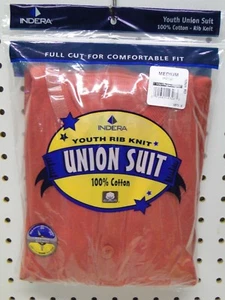 INDERA
Youth Union Suit
100% Cotton - Rib Knit
FULL CUT FOR COMFORTABLE FIT
MEDIUM
INDERA
YOUTH RIB KNIT
UNION SUIT
100% Cotton